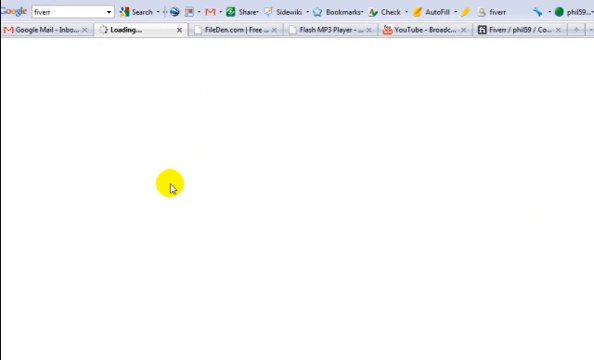 Google fiverr Search Share Sidewiki Bookmarks Check AutoFill fiverr phil59...
Google Mail - Inbo... Loading... FileDen.com | Free ... Flash MP3 Player - ... YouTube - Broadc... Fiverr / phil59 / Co...